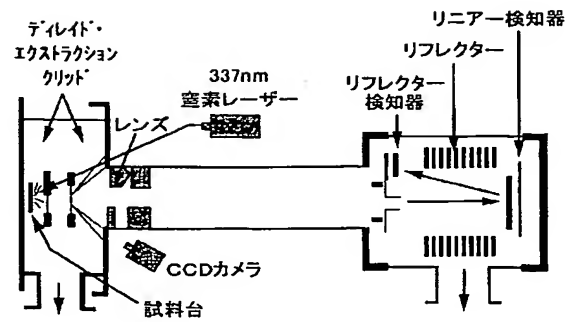 ディレイド・
エクストラクション
クリッド
337nm
窒素レーザー
レンズ
リニアー検知器
リフレクター
リフレクター
検知器
CCDカメラ
試料台